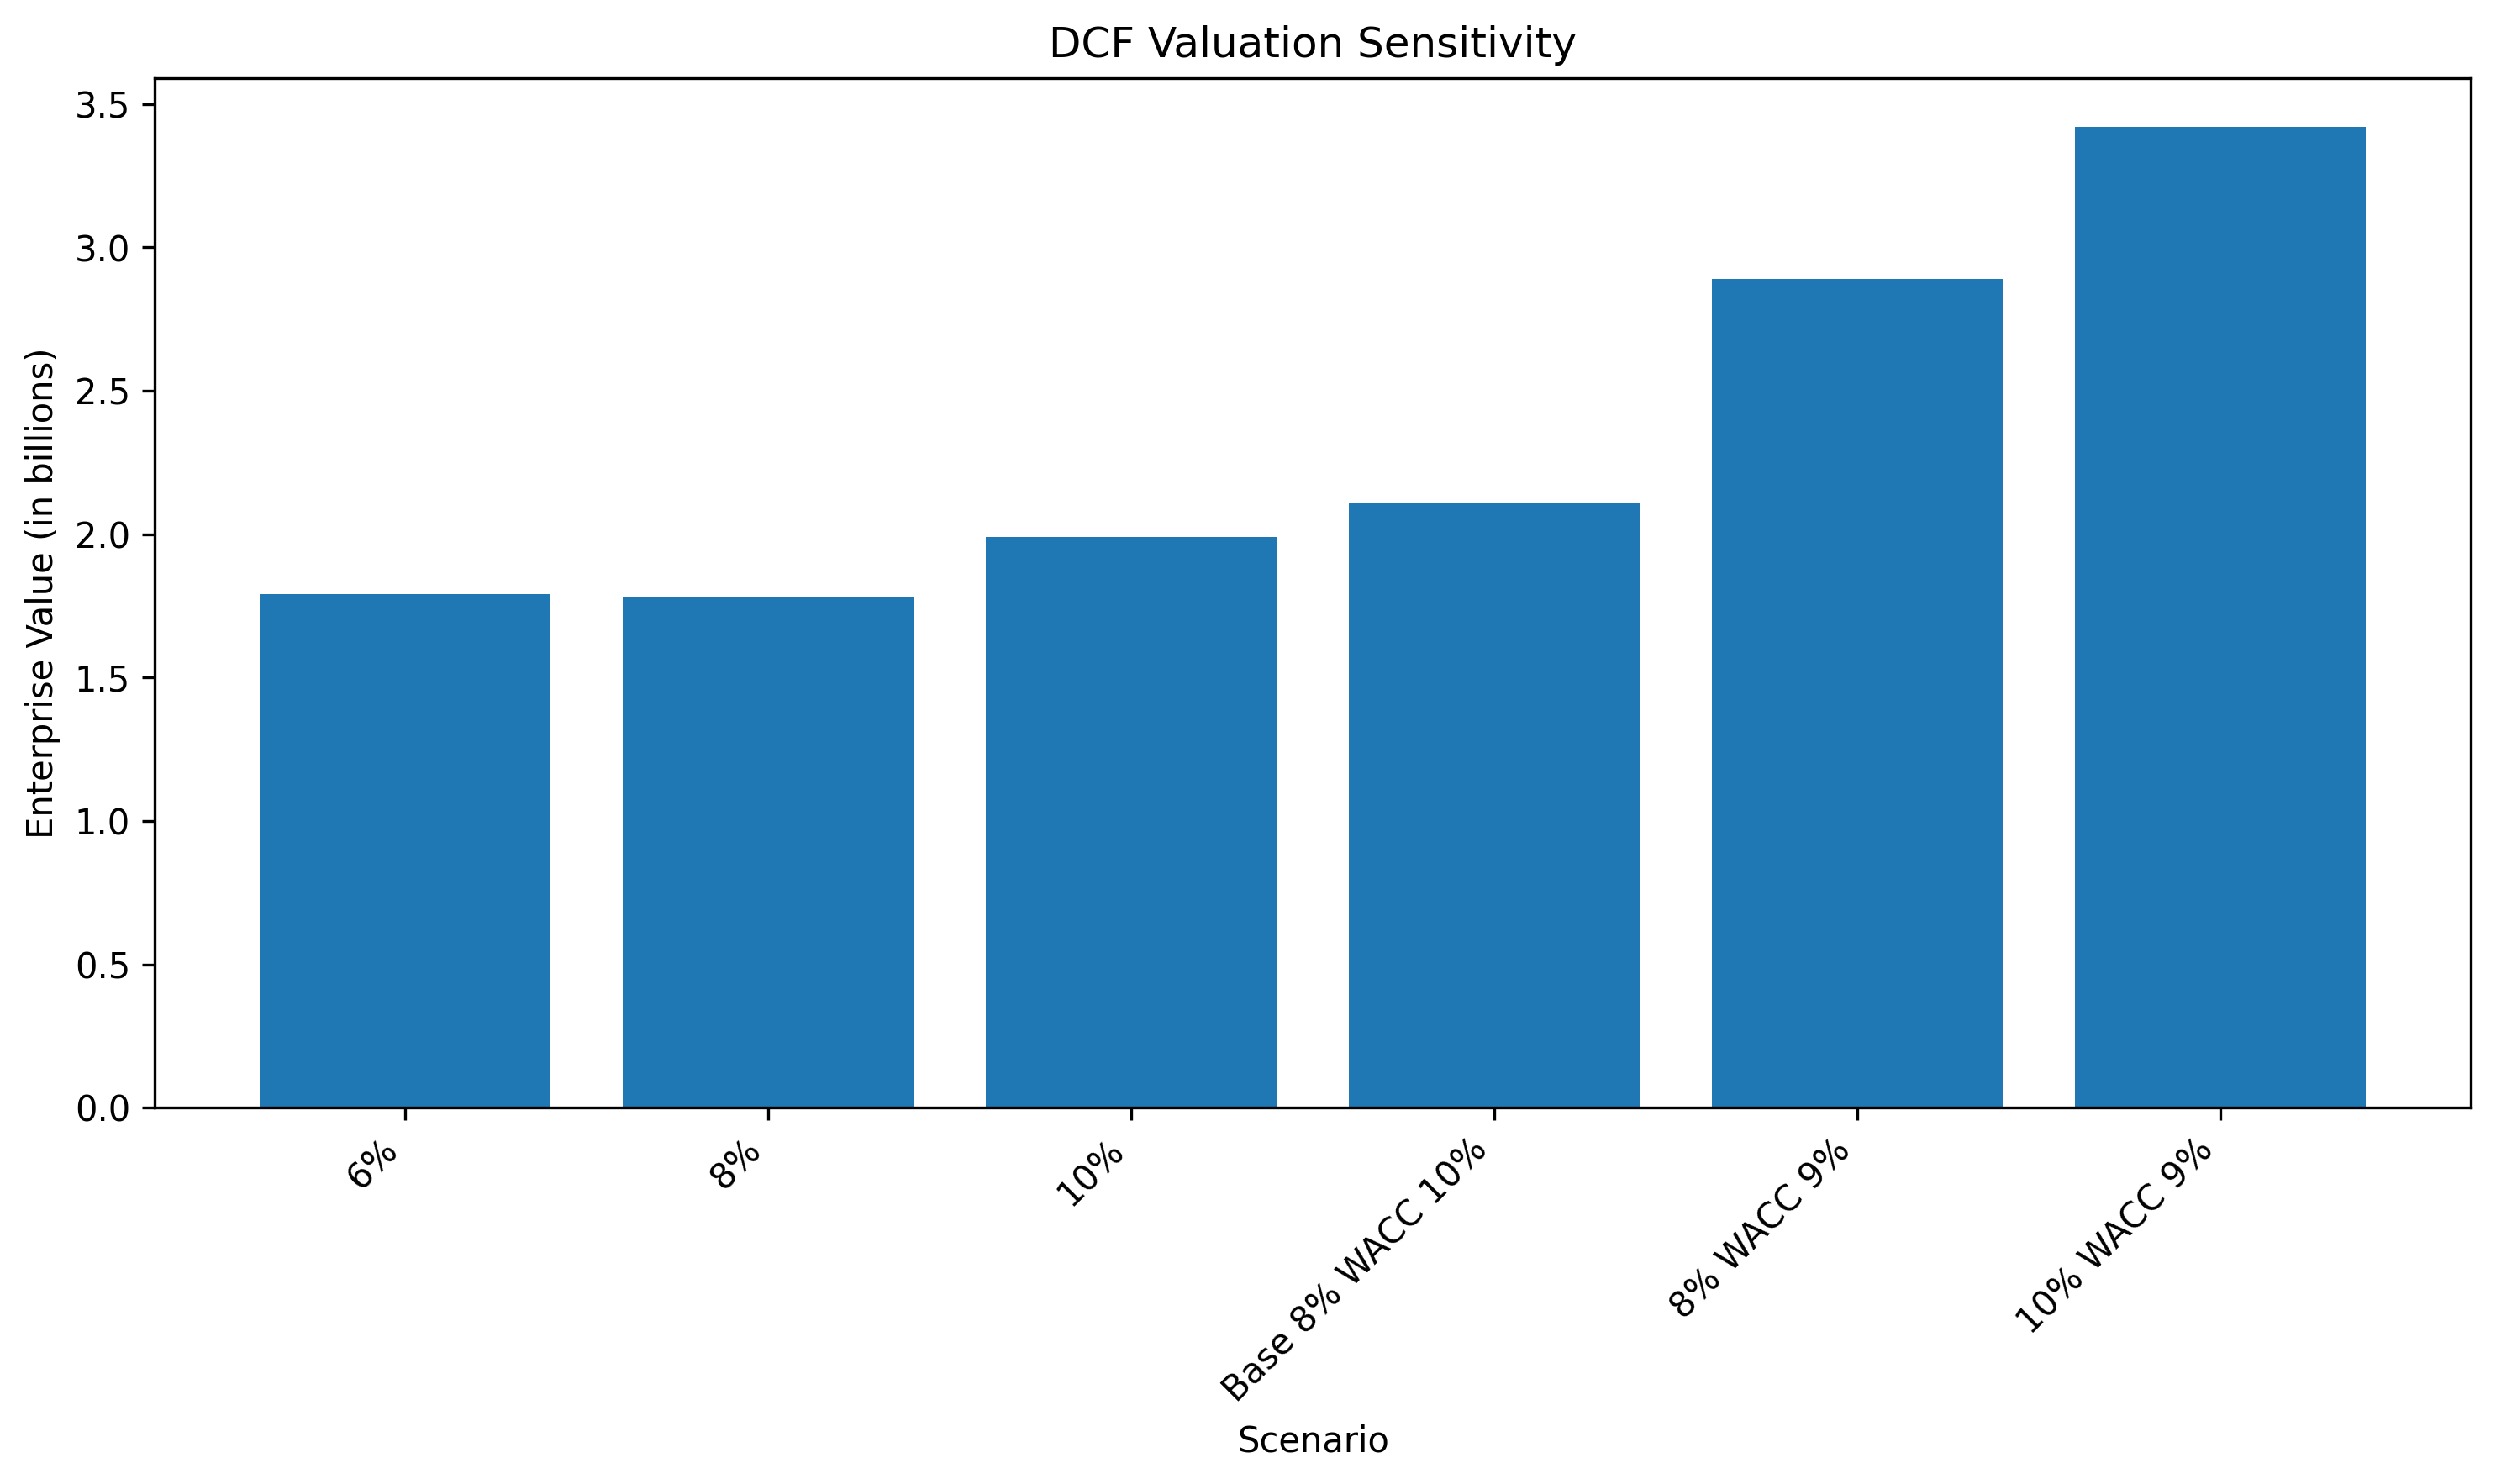 DCF Valuation Sensitivity
Enterprise Value (in billions)
3.5
3.0
2.5
2.0
1.5
1.0
0.5
0.0
6%
8%
10%
Base 8% WACC 10%
8% WACC 9%
10% WACC 9%
Scenario